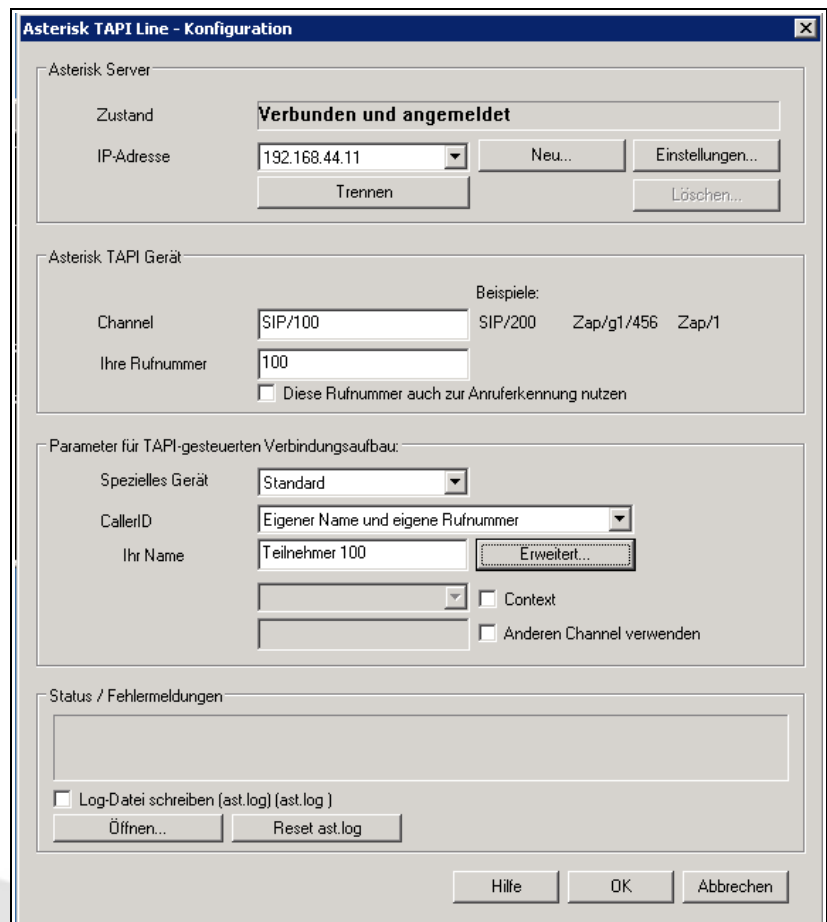 Asterisk TAPI Line - Konfiguration
Asterisk Server
Zustand
Verbunden und angemeldet
IP-Adresse
192.168.44.11
Neu...
Einstellungen...
Trennen
Löschen...
Asterisk TAPI Gerät
Beispiele:
Channel
SIP/100
SIP/200 Zap/g1/456 Zap/1
Ihre Rufnummer
100
Diese Rufnummer auch zur Anruferkennung nutzen
Parameter für TAPI-gesteuerten Verbindungsaufbau:
Spezielles Gerät
Standard
CallerID
Eigener Name und eigene Rufnummer
Ihr Name
Teilnehmer 100
Erweitert...
Context
Anderen Channel verwenden
Status / Fehlermeldungen
Log-Datei schreiben (ast.log) (ast.log )
Öffnen...
Reset ast.log
Hilfe
OK
Abbrechen